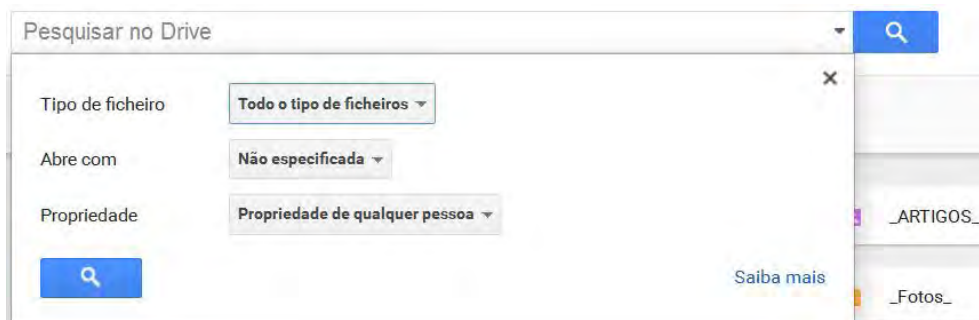 Pesquisar no Drive
Tipo de ficheiro
Todo o tipo de ficheiros
Abre com
Não especificada
Propriedade
Propriedade de qualquer pessoa
_ARTIGOS_
Saiba mais
_Fotos_